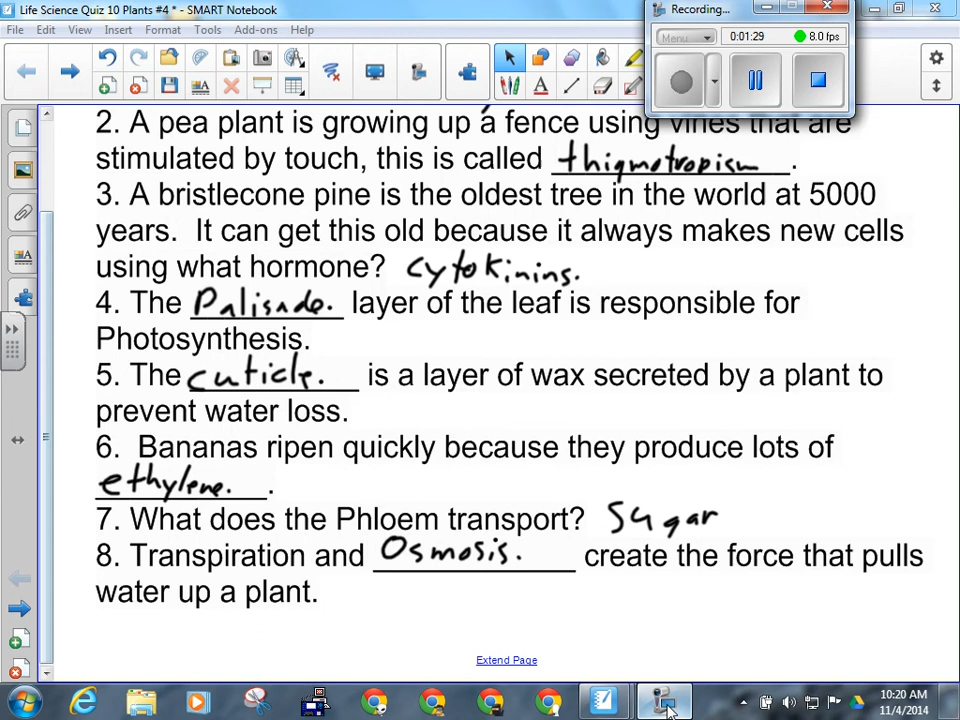 Life Science Quiz 10 Plants #4 * - SMART Notebook
Recording...
File Edit View Insert Format Tools Add-ons Help
Menu 0:01:29 8.0 fps
2. A pea plant is growing up a fence using vines that are
stimulated by touch, this is called thigmotropism.
3. A bristlecone pine is the oldest tree in the world at 5000
years. It can get this old because it always makes new cells
using what hormone? Cytokinins.
4. The Palisade. layer of the leaf is responsible for
Photosynthesis.
5. The cuticle. is a layer of wax secreted by a plant to
prevent water loss.
6. Bananas ripen quickly because they produce lots of
ethylene. .
7. What does the Phloem transport? Sugar
8. Transpiration and Osmosis. create the force that pulls
water up a plant.
Extend Page
10:20 AM
11/4/2014